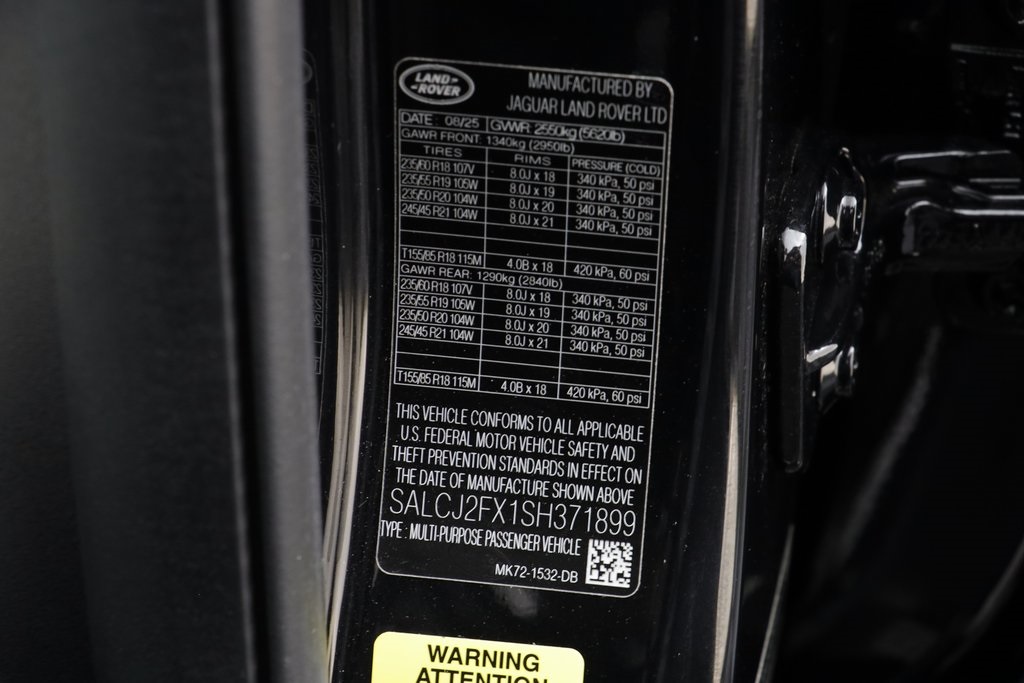 LAND-
-ROVER
MANUFACTURED BY
JAGUAR LAND ROVER LTD
DATE : 08/25 GVWR: 2550kg (5620lb)
GAWR FRONT: 1340kg (2950lb)
TIRES RIMS PRESSURE (COLD)
235/60 R18 107V 8.0J x 18 340 kPa, 50 psi
235/55 R19 105W 8.0J x 19 340 kPa, 50 psi
235/50 R20 104W 8.0J x 20 340 kPa, 50 psi
245/45 R21 104W 8.0J x 21 340 kPa, 50 psi
T155/85 R18 115M 4.0B x 18 420 kPa, 60 psi
GAWR REAR: 1290kg (2840lb)
235/60 R18 107V 8.0J x 18 340 kPa, 50 psi
235/55 R19 105W 8.0J x 19 340 kPa, 50 psi
235/50 R20 104W 8.0J x 20 340 kPa, 50 psi
245/45 R21 104W 8.0J x 21 340 kPa, 50 psi
T155/85 R18 115M 4.0B x 18 420 kPa, 60 psi
THIS VEHICLE CONFORMS TO ALL APPLICABLE
U.S. FEDERAL MOTOR VEHICLE SAFETY AND
THEFT PREVENTION STANDARDS IN EFFECT ON
THE DATE OF MANUFACTURE SHOWN ABOVE
SALCJ2FX1SH371899
TYPE : MULTI-PURPOSE PASSENGER VEHICLE
MK72-1532-DB
WARNING
ATTENTION